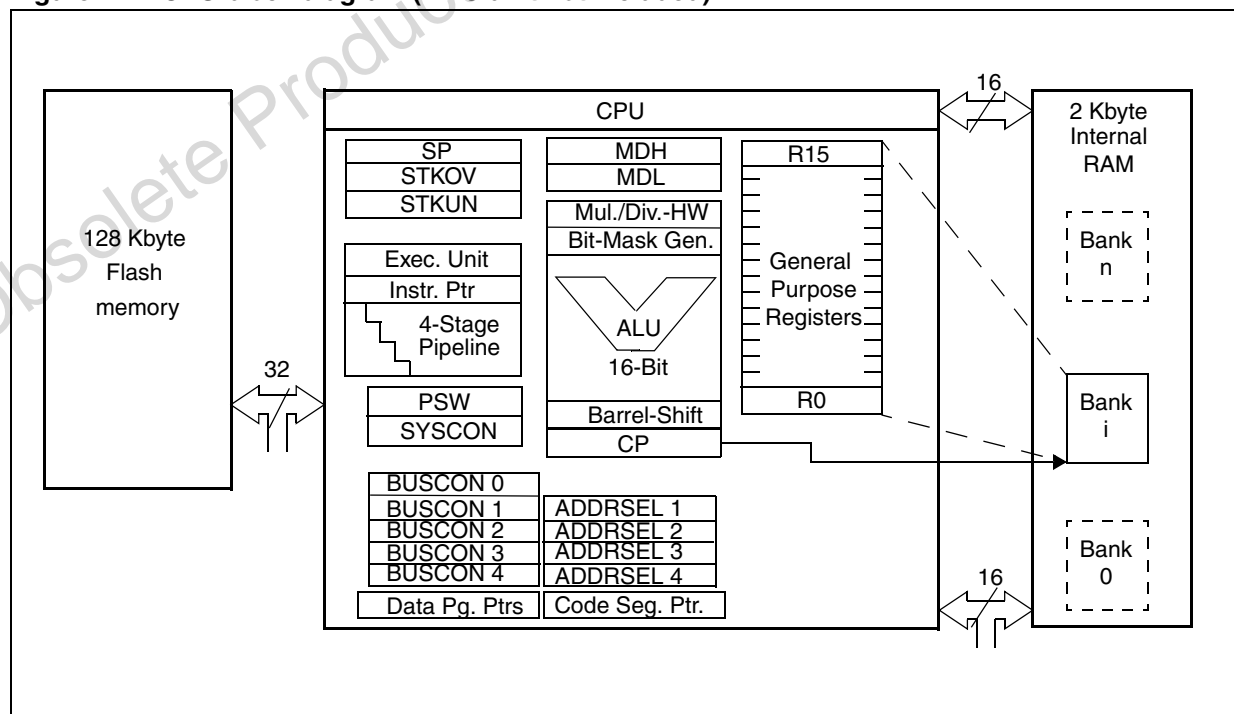 Obsolete Produc
CPU
16
2 Kbyte
Internal
RAM
SP
STKOV
STKUN
MDH
MDL
R15
Mul./Div.-HW
Bit-Mask Gen.
128 Kbyte
Flash
memory
Exec. Unit
Instr. Ptr
4-Stage
Pipeline
ALU
16-Bit
General
Purpose
Registers
Bank
n
32
PSW
SYSCON
Barrel-Shift
CP
R0
Bank
i
BUSCON 0
BUSCON 1
BUSCON 2
BUSCON 3
BUSCON 4
ADDRSEL 1
ADDRSEL 2
ADDRSEL 3
ADDRSEL 4
Data Pg. Ptrs
Code Seg. Ptr.
16
Bank
0